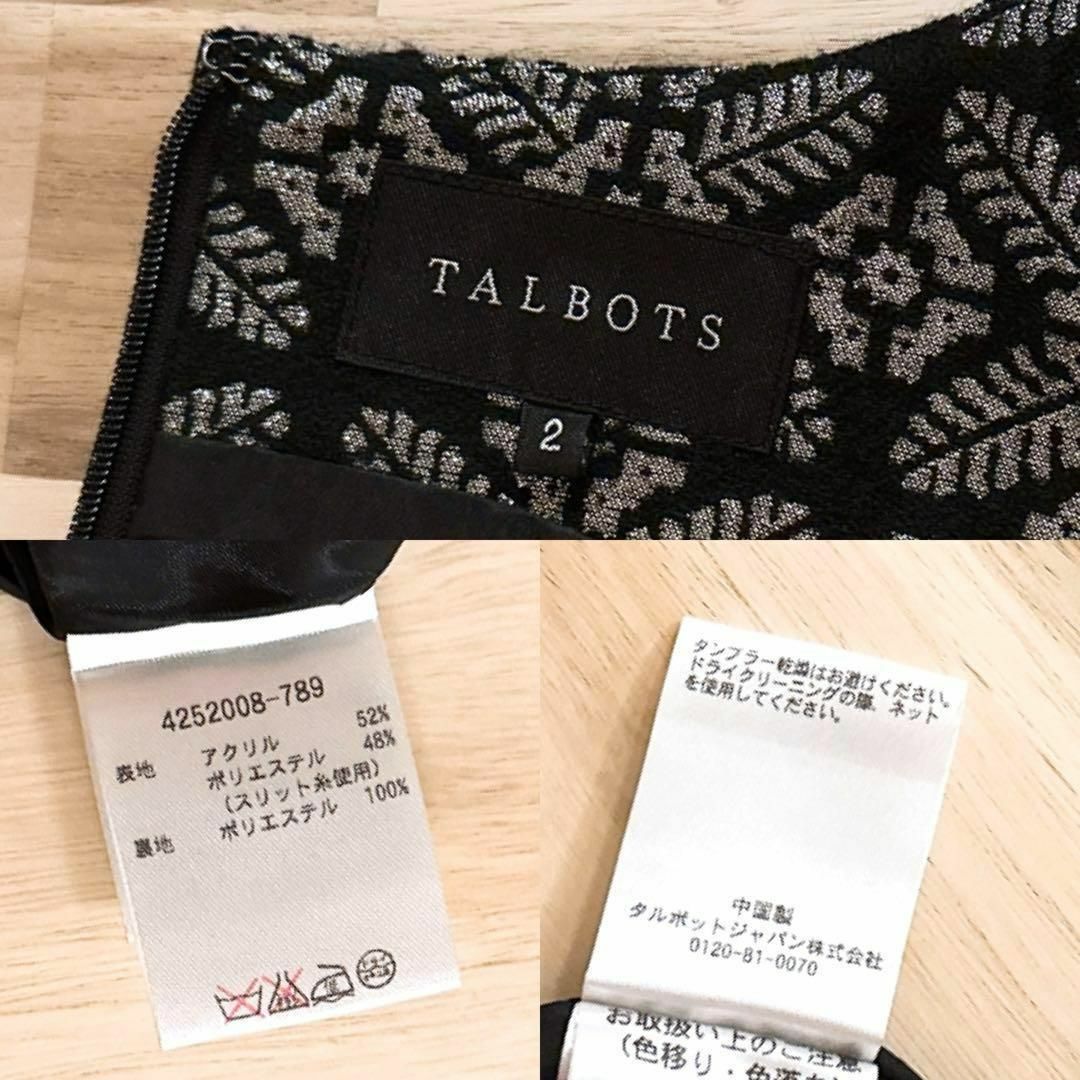 TALBOTS
2
4252008-789
表地 アクリル 52%
ポリエステル 48%
(スリット糸使用)
裏地 ポリエステル 100%
タンブラー乾燥はお避けください。
ドライクリーニングの際、ネット
を使用してください。
中国製
タルボットジャパン株式会社
0120-81-0070
お取扱い上のご注意
(色移り・色落